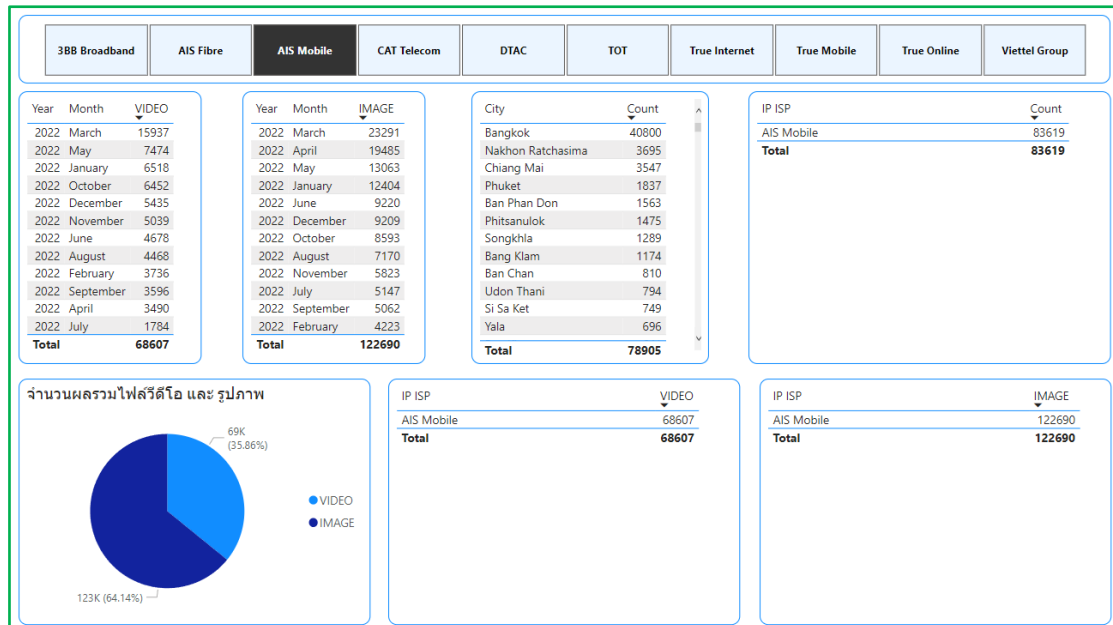 3BB Broadband AIS Fibre AIS Mobile CAT Telecom DTAC TOT True Internet True Mobile True Online Viettel Group
Year Month VIDEO
2022 March 15937
2022 May 7474
2022 January 6518
2022 October 6452
2022 December 5435
2022 November 5039
2022 June 4678
2022 August 4468
2022 February 3736
2022 September 3596
2022 April 3490
2022 July 1784
Total 68607
Year Month IMAGE
2022 March 23291
2022 April 19485
2022 May 13063
2022 January 12404
2022 June 9220
2022 December 9209
2022 October 8593
2022 August 7170
2022 November 5823
2022 July 5147
2022 September 5062
2022 February 4223
Total 122690
City Count
Bangkok 40800
Nakhon Ratchasima 3695
Chiang Mai 3547
Phuket 1837
Ban Phan Don 1563
Phitsanulok 1475
Songkhla 1289
Bang Klam 1174
Ban Chan 810
Udon Thani 794
Si Sa Ket 749
Yala 696
Total 78905
IP ISP Count
AIS Mobile 83619
Total 83619
จำนวนผลรวมไฟล์วีดีโอ และ รูปภาพ
69K
(35.86%)
VIDEO
IMAGE
123K (64.14%)
IP ISP VIDEO
AIS Mobile 68607
Total 68607
IP ISP IMAGE
AIS Mobile 122690
Total 122690